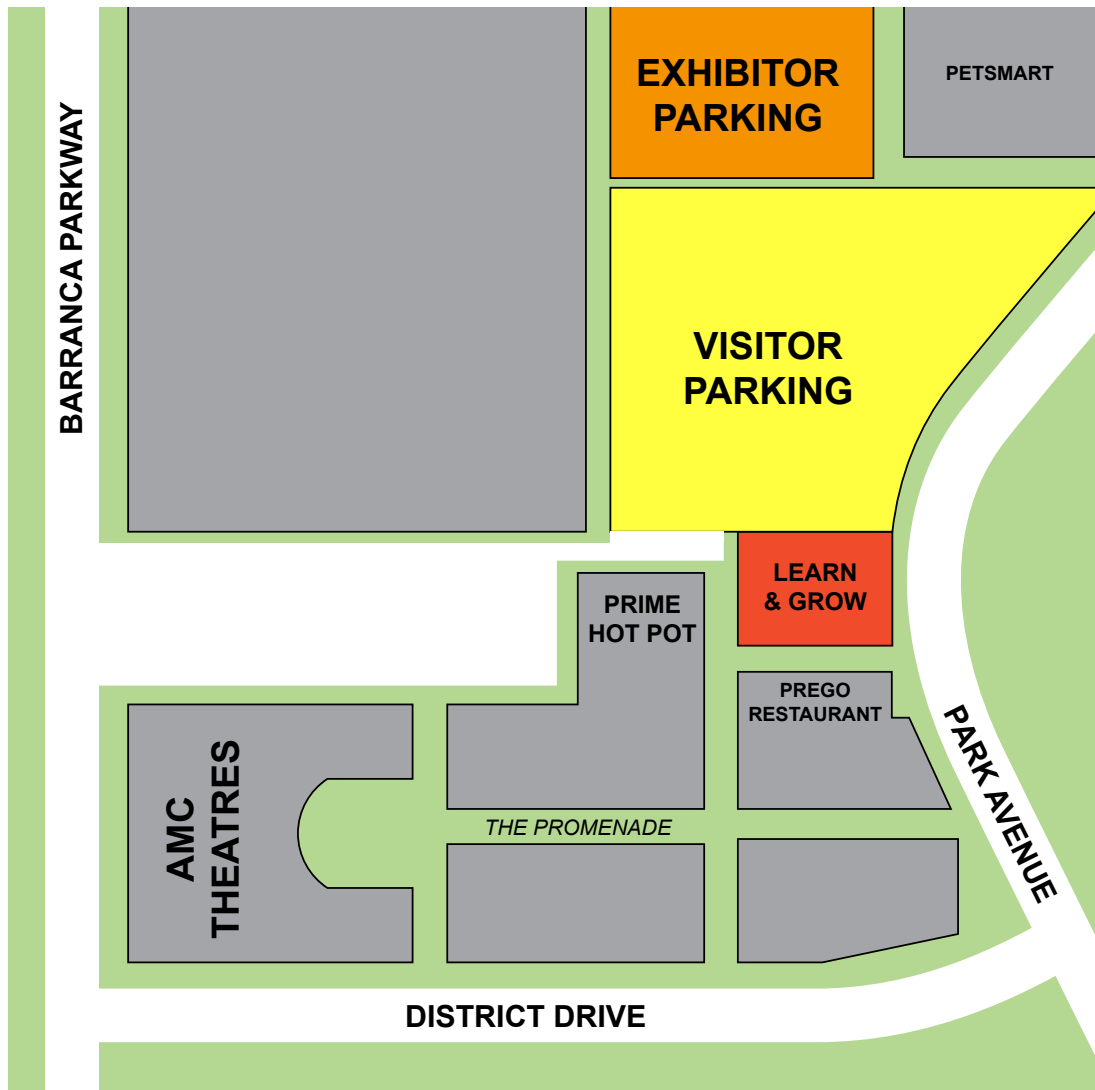 EXHIBITOR
PARKING
PETSMART
BARRANCA PARKWAY
VISITOR
PARKING
LEARN
& GROW
PRIME
HOT POT
PREGO
RESTAURANT
PARK AVENUE
AMC
THEATRES
THE PROMENADE
DISTRICT DRIVE